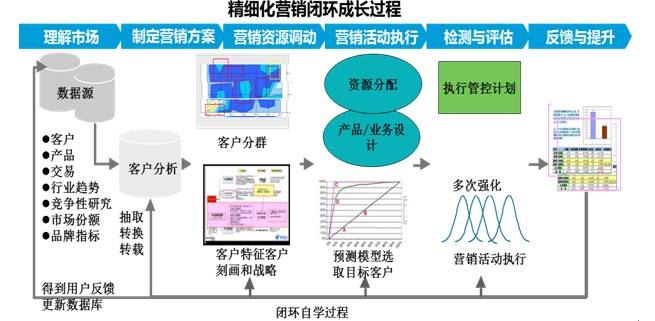 精细化营销闭环成长过程
理解市场
制定营销方案
营销资源调动
营销活动执行
检测与评估
反馈与提升
数据源
●客户
●产品
●交易
●行业趋势
●竞争性研究
●市场份额
●品牌指标
客户分析
抽取
转换
转载
客户分群
客户特征客户
刻画和战略
资源分配
产品/业务设
计
预测模型选
取目标客户
执行管控计划
多次强化
营销活动执行
得到用户反馈
更新数据库
闭环自学过程